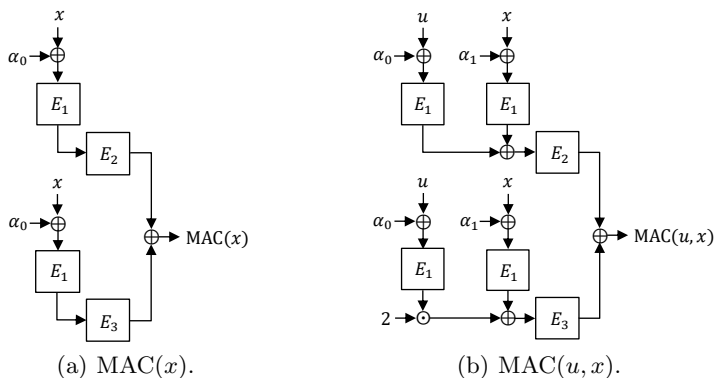 x
α₀
E₁
E₂
x
α₀
E₁
E₃
MAC(x)
(a) MAC(x).
u x
α₀ α₁
E₁ E₁
E₂
u x
α₀ α₁
E₁ E₁
2
E₃
MAC(u, x)
(b) MAC(u, x).